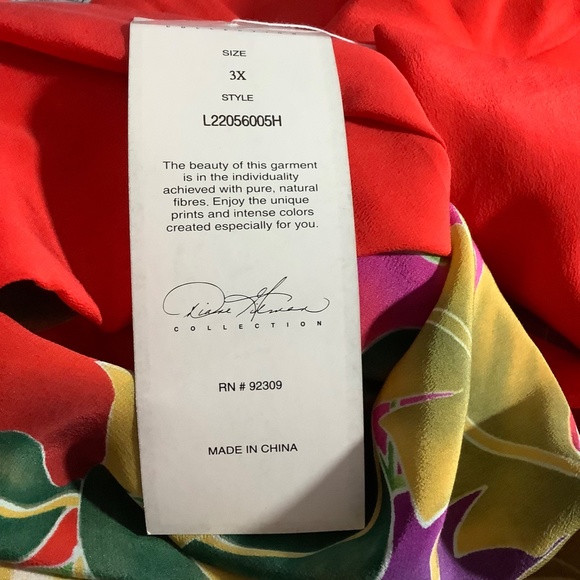 SIZE
3X
STYLE
L22056005H
The beauty of this garment
is in the individuality
achieved with pure, natural
fibres. Enjoy the unique
prints and intense colors
created especially for you.
Diane
COLLECTION
RN # 92309
MADE IN CHINA